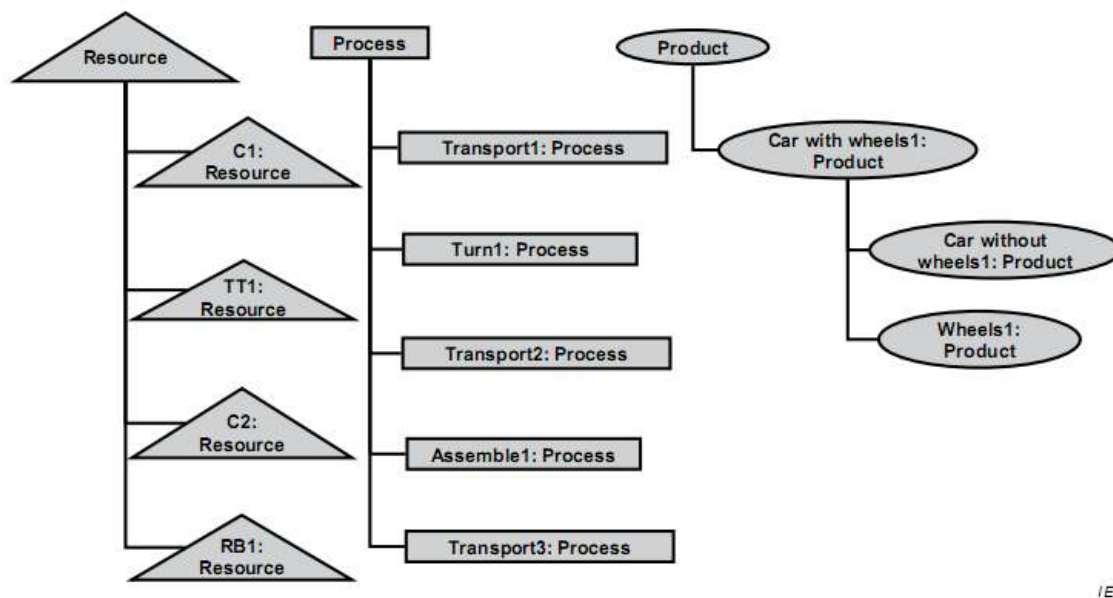 Resource
C1:
Resource
TT1:
Resource
C2:
Resource
RB1:
Resource
Process
Transport1: Process
Turn1: Process
Transport2: Process
Assemble1: Process
Transport3: Process
Product
Car with wheels1:
Product
Car without
wheels1: Product
Wheels1:
Product